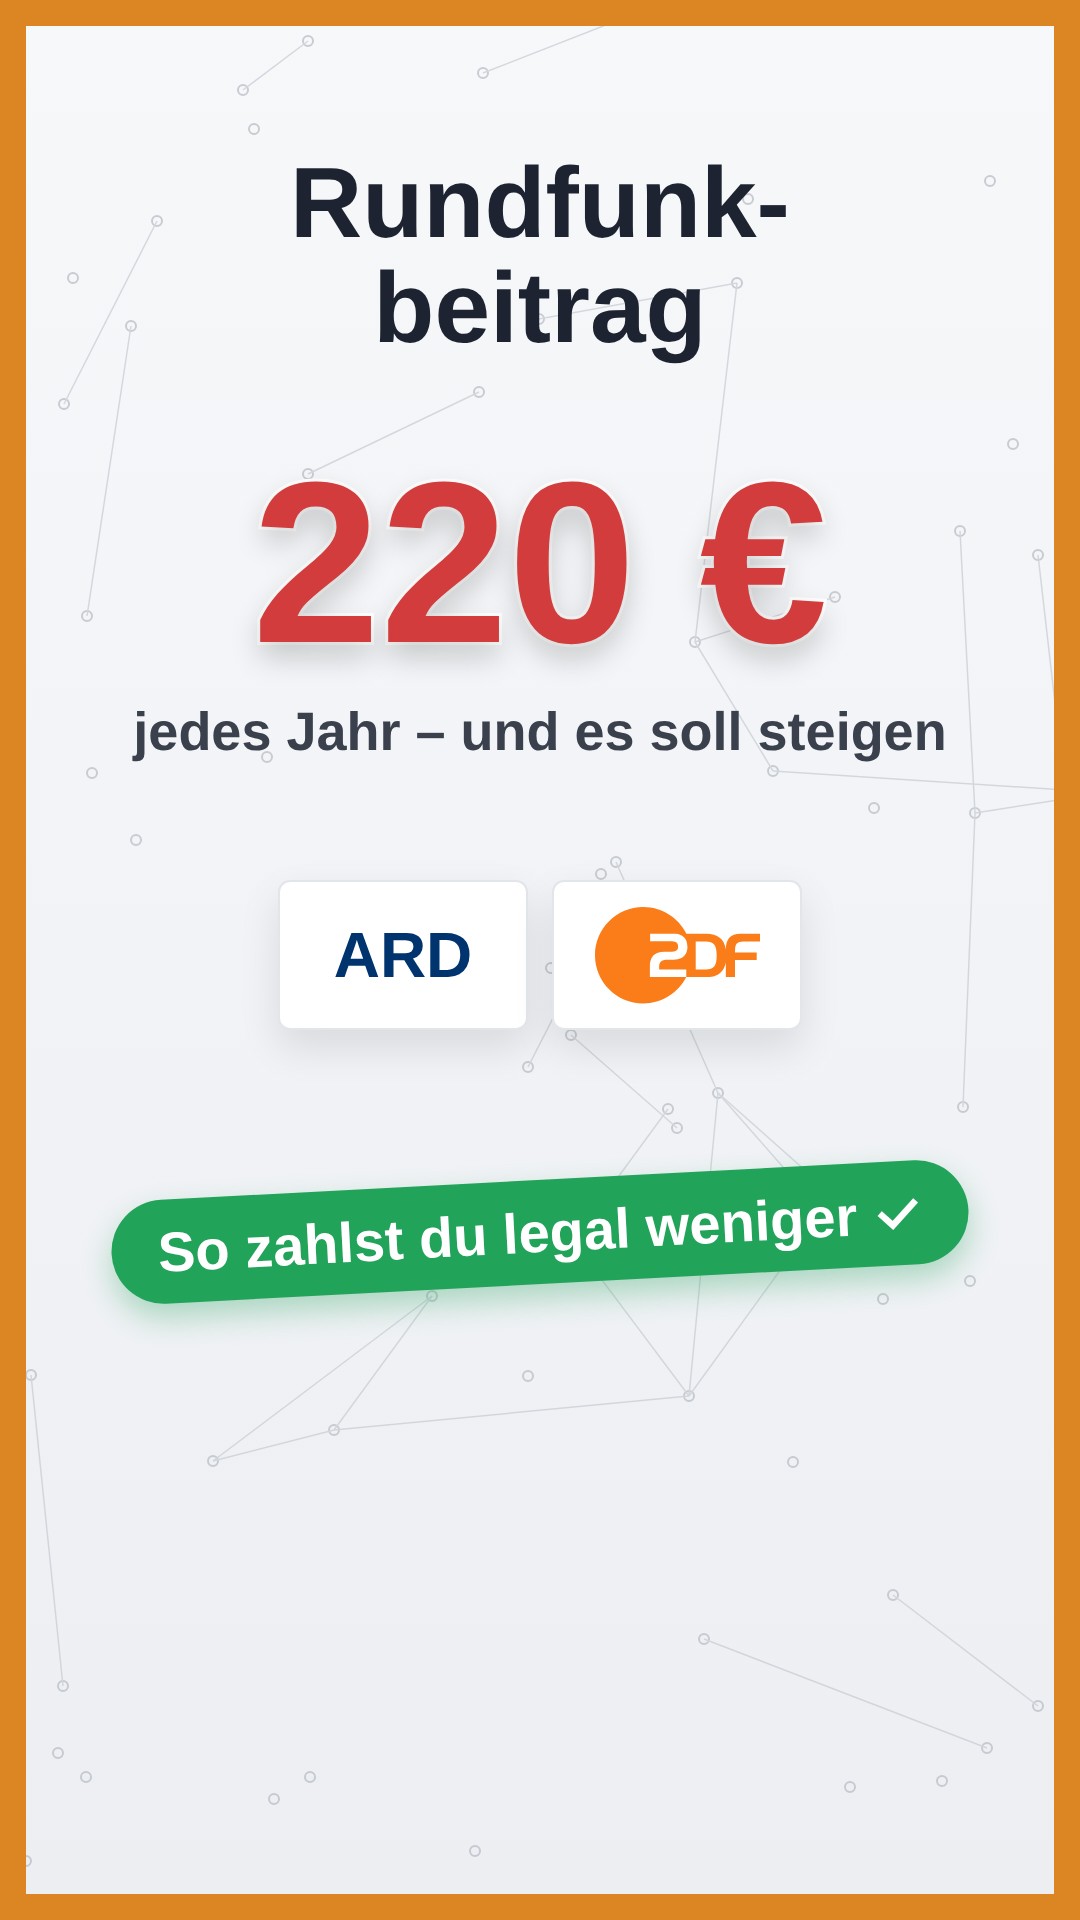 Rundfunk-
beitrag
220 €
jedes Jahr – und es soll steigen
ARD
ZDF
So zahlst du legal weniger ✓